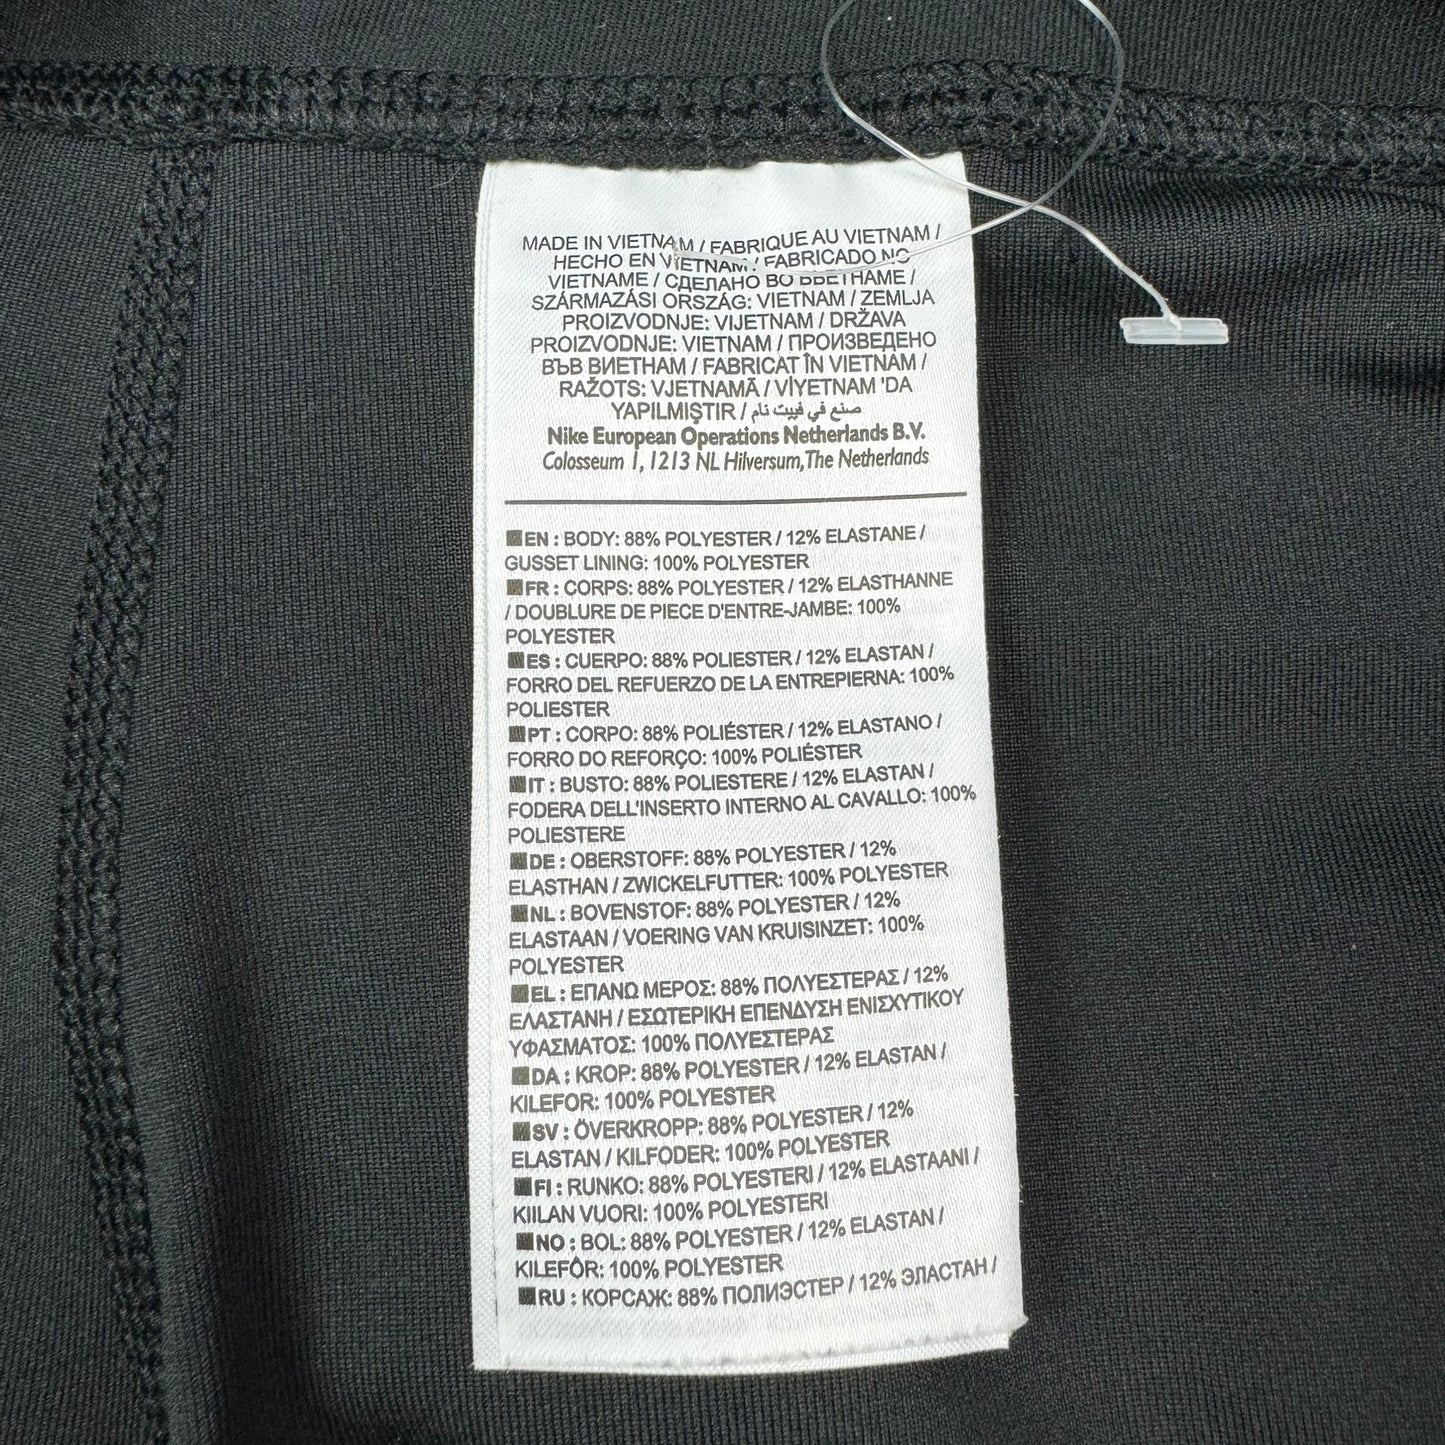 MADE IN VIETNAM / FABRIQUE AU VIETNAM /
HECHO EN VIETNAM / FABRICADO NO
VIETNAME / СДЕЛАНО ВО ВЬЕТНАМЕ /
SZÁRMAZÁSI ORSZÁG: VIETNAM / ZEMLJA
PROIZVODNJE: VIJETNAM / DRŽAVA
PROIZVODNJE: VIETNAM / ПРОИЗВЕДЕНО
ВЪВ ВИЕТНАМ / FABRICAT ÎN VIETNAM /
RAŽOTS: VJETNAMĀ / VİYETNAM 'DA
YAPILMIŞTIR / صنع في فييت نام
Nike European Operations Netherlands B.V.
Colosseum 1, 1213 NL Hilversum, The Netherlands
EN : BODY: 88% POLYESTER / 12% ELASTANE /
GUSSET LINING: 100% POLYESTER
FR : CORPS: 88% POLYESTER / 12% ELASTHANNE
/ DOUBLURE DE PIECE D'ENTRE-JAMBE: 100%
POLYESTER
ES : CUERPO: 88% POLIESTER / 12% ELASTAN /
FORRO DEL REFUERZO DE LA ENTREPIERNA: 100%
POLIESTER
PT : CORPO: 88% POLIÉSTER / 12% ELASTANO /
FORRO DO REFORÇO: 100% POLIÉSTER
IT : BUSTO: 88% POLIESTERE / 12% ELASTAN /
FODERA DELL'INSERTO INTERNO AL CAVALLO: 100%
POLIESTERE
DE : OBERSTOFF: 88% POLYESTER / 12%
ELASTHAN / ZWICKELFUTTER: 100% POLYESTER
NL : BOVENSTOF: 88% POLYESTER / 12%
ELASTAAN / VOERING VAN KRUISINZET: 100%
POLYESTER
EL : ΕΠΑΝΩ ΜΕΡΟΣ: 88% ΠΟΛΥΕΣΤΕΡΑΣ / 12%
ΕΛΑΣΤΑΝΗ / ΕΣΩΤΕΡΙΚΗ ΕΠΕΝΔΥΣΗ ΕΝΙΣΧΥΤΙΚΟΥ
ΥΦΑΣΜΑΤΟΣ: 100% ΠΟΛΥΕΣΤΕΡΑΣ
DA : KROP: 88% POLYESTER / 12% ELASTAN /
KILEFOR: 100% POLYESTER
SV : ÖVERKROPP: 88% POLYESTER / 12%
ELASTAN / KILFODER: 100% POLYESTER
FI : RUNKO: 88% POLYESTERI / 12% ELASTAANI /
KIILAN VUORI: 100% POLYESTERI
NO : BOL: 88% POLYESTER / 12% ELASTAN /
KILEFÔR: 100% POLYESTER
RU : КОРСАЖ: 88% ПОЛИЭСТЕР / 12% ЭЛАСТАН /